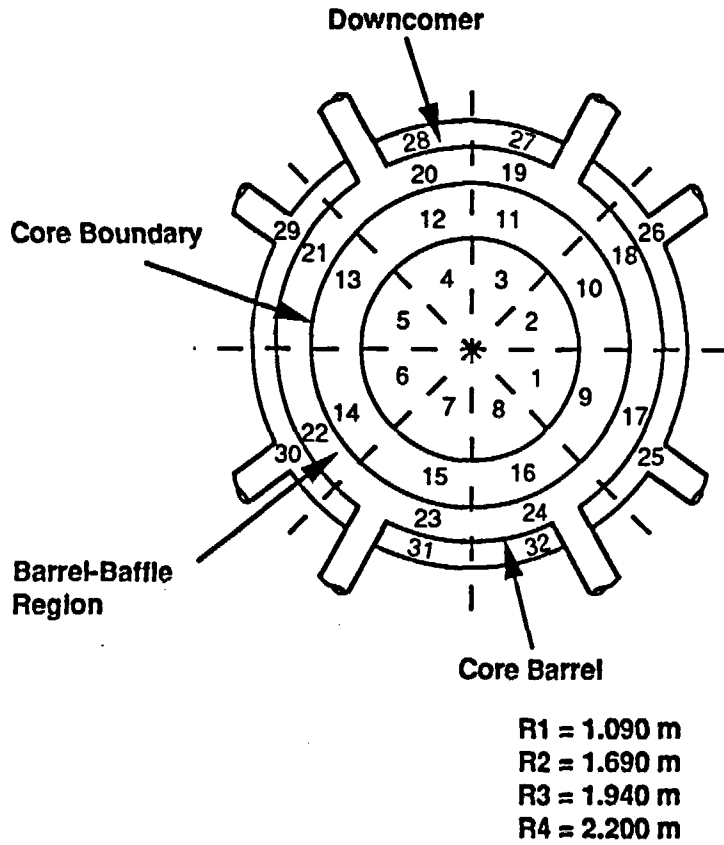 Downcomer
28 27
20 19
12 11
29 26
21 18
Core Boundary
13 10
4 3
5 2
6 1
14 9
7 8
22 17
30 25
15 16
23 24
31 32
Barrel-Baffle
Region
Core Barrel
R1 = 1.090 m
R2 = 1.690 m
R3 = 1.940 m
R4 = 2.200 m